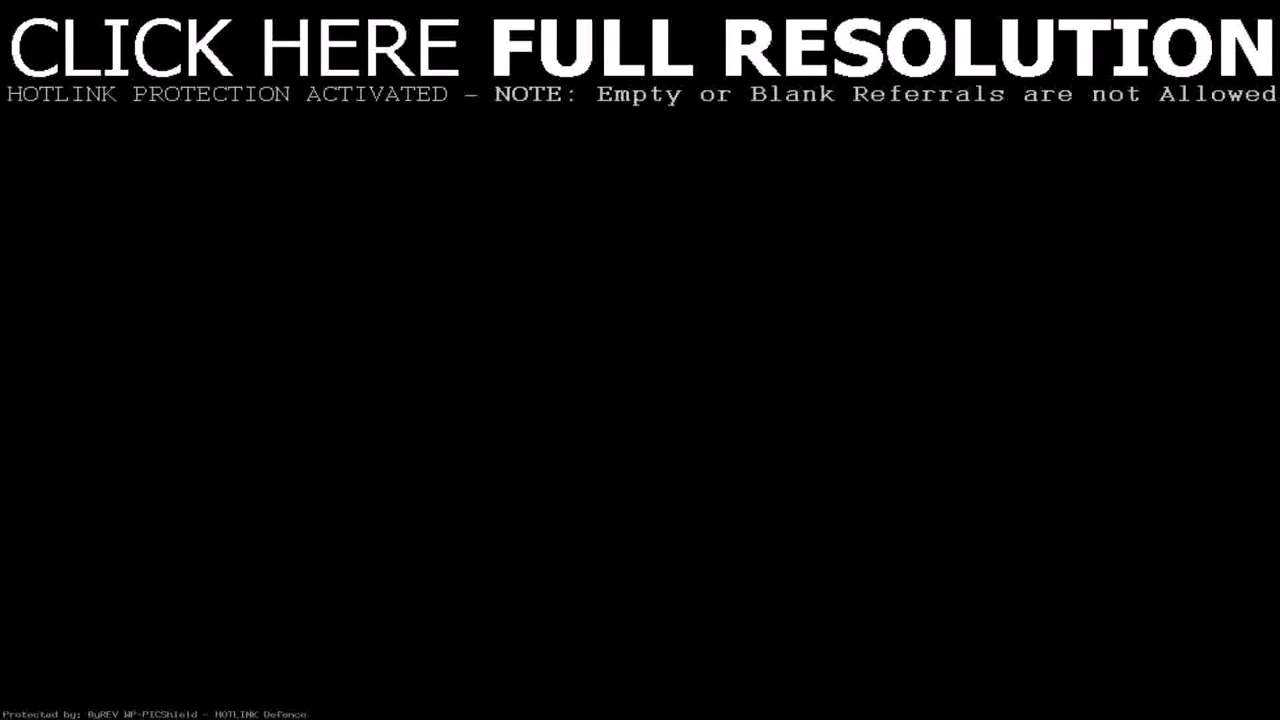 CLICK HERE FULL RESOLUTION
HOTLINK PROTECTION ACTIVATED - NOTE: Empty or Blank Referrals are not Allowed
Protected by: ByREV WP-PICShield - HOTLINK Defence